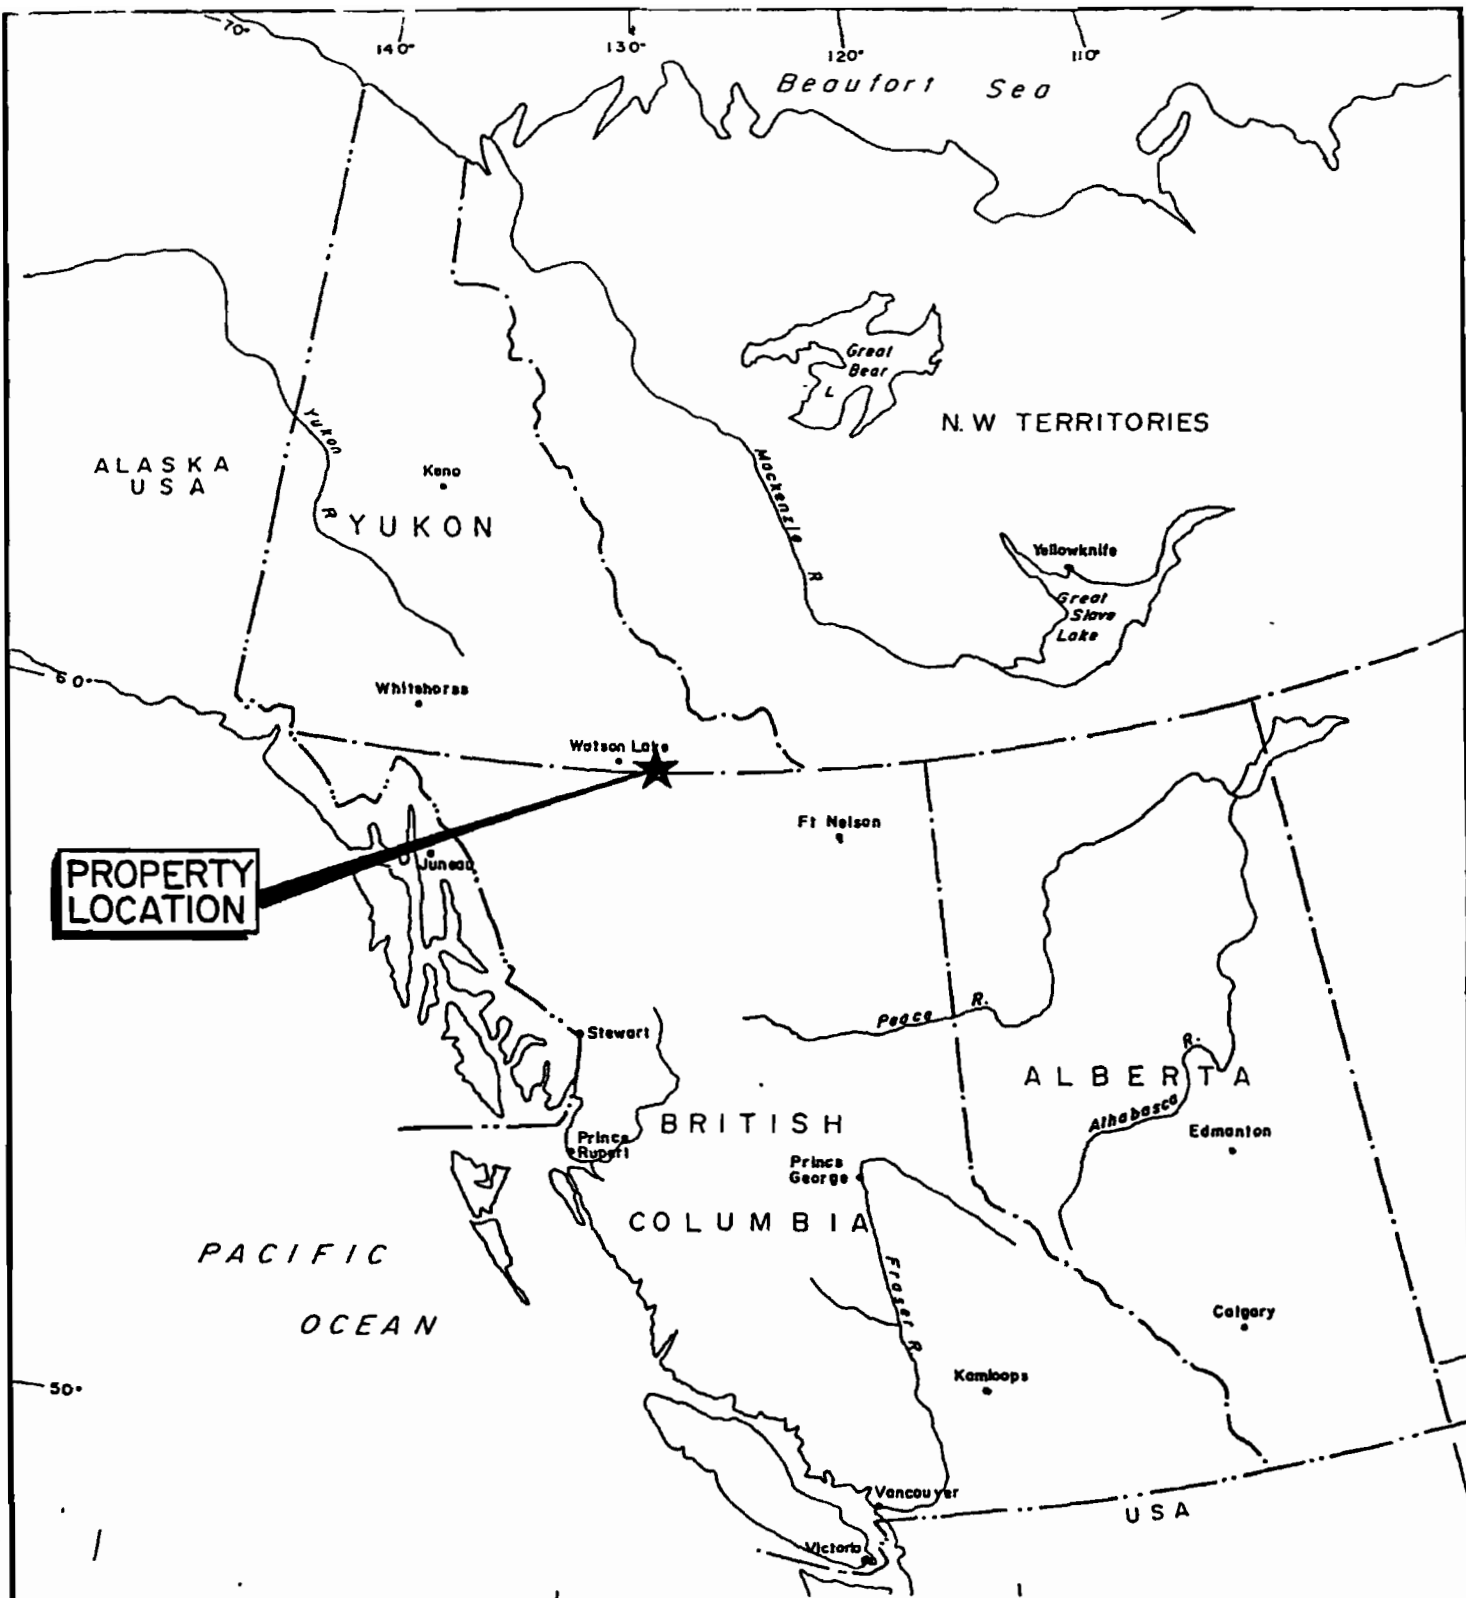 70°
140°
130°
120°
110°
Beaufort Sea
Great
Bear
L
N.W TERRITORIES
ALASKA
USA
Yukon
R
Keno
YUKON
Mackenzie
R
Yellowknife
Great
Slave
Lake
60°
Whitehorse
Watson Lake
Ft Nelson
PROPERTY
LOCATION
Juneau
Peace R.
Stewart
ALBERTA
R.
Athabasca
BRITISH
Edmanton
Prince
Rupert
Prince
George
COLUMBIA
PACIFIC
OCEAN
Fraser R.
Calgary
Kamloops
50°
Vancouver
USA
Victoria